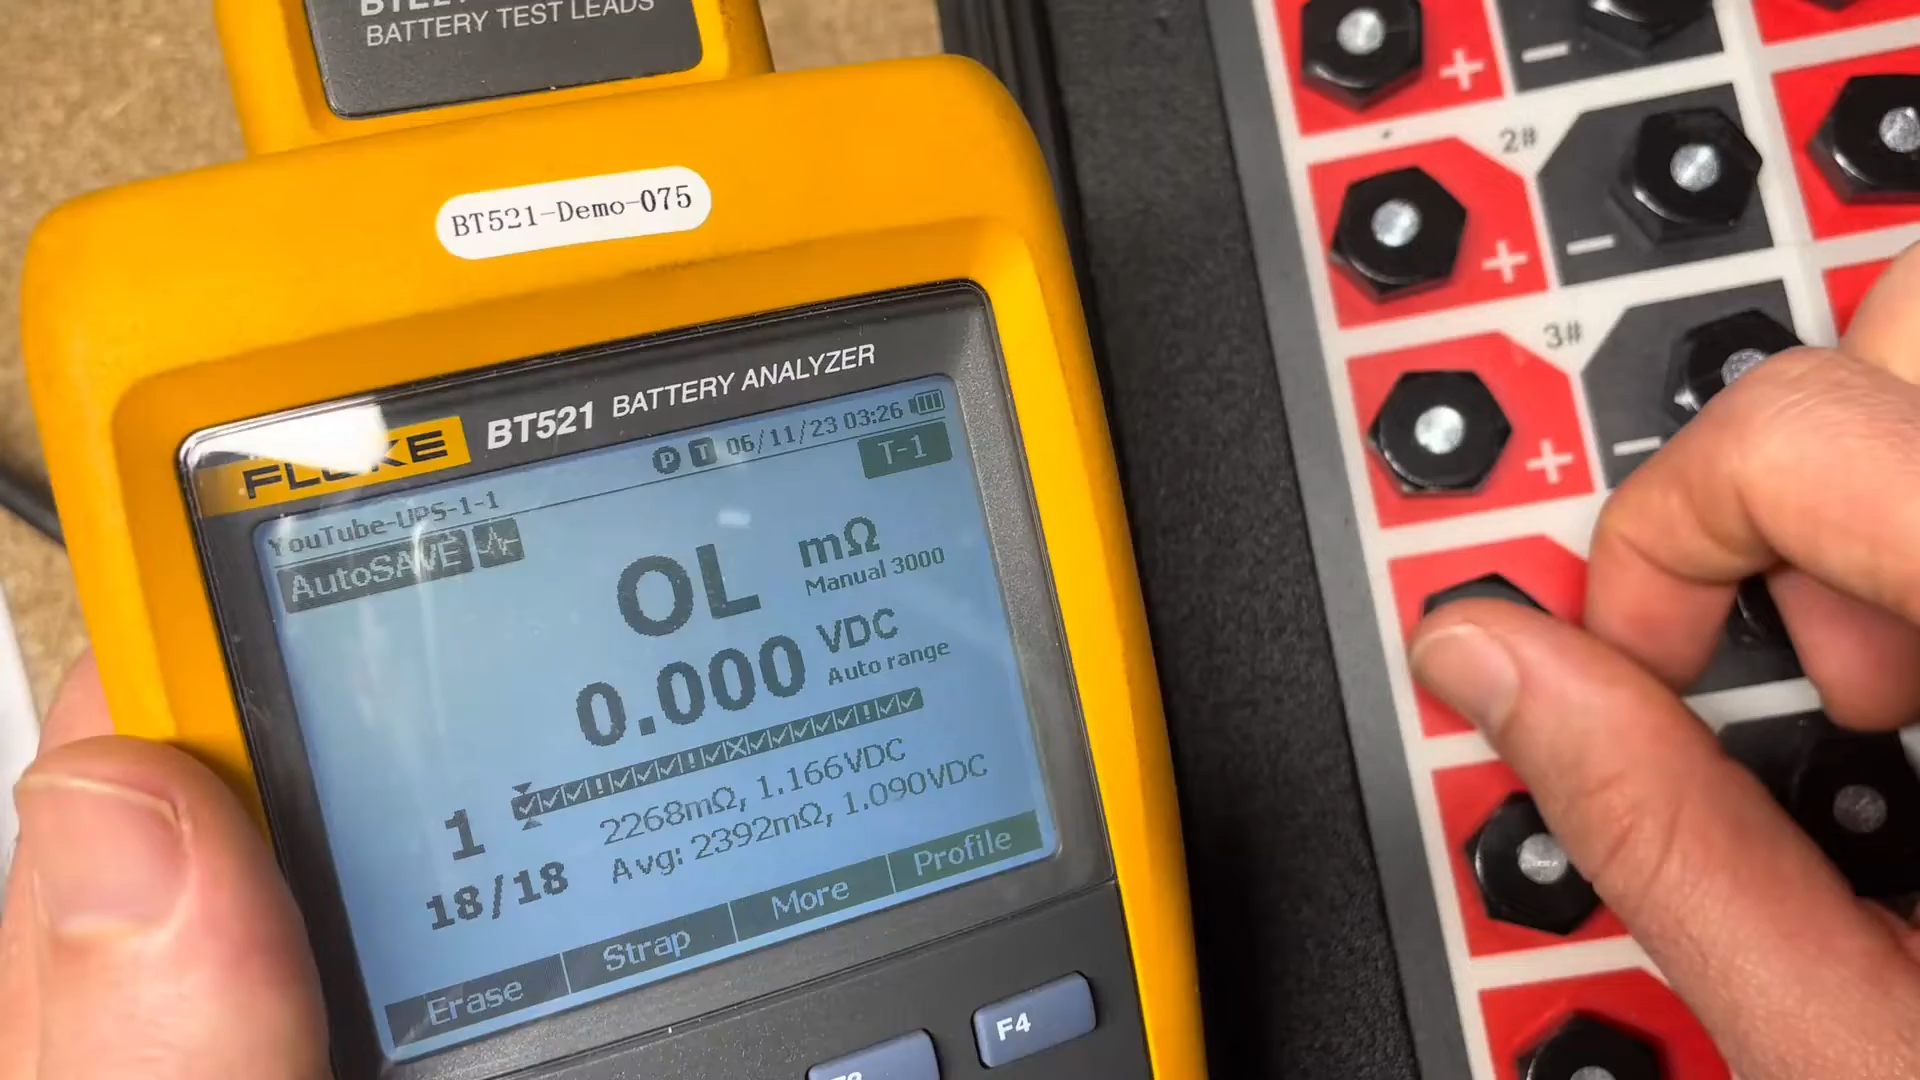 BATTERY TEST LEADS
BT521-Demo-075
FLUKE BT521 BATTERY ANALYZER
P T 06/11/23 03:26
YouTube-UPS-1-1
T-1
AutoSAVE
OL mΩ
Manual 3000
0.000 VDC
Auto range
1
2268mΩ, 1.166VDC
18/18
Avg: 2392mΩ, 1.090VDC
Erase Strap More Profile
F4
+ −
2#
+ −
3#
+ −